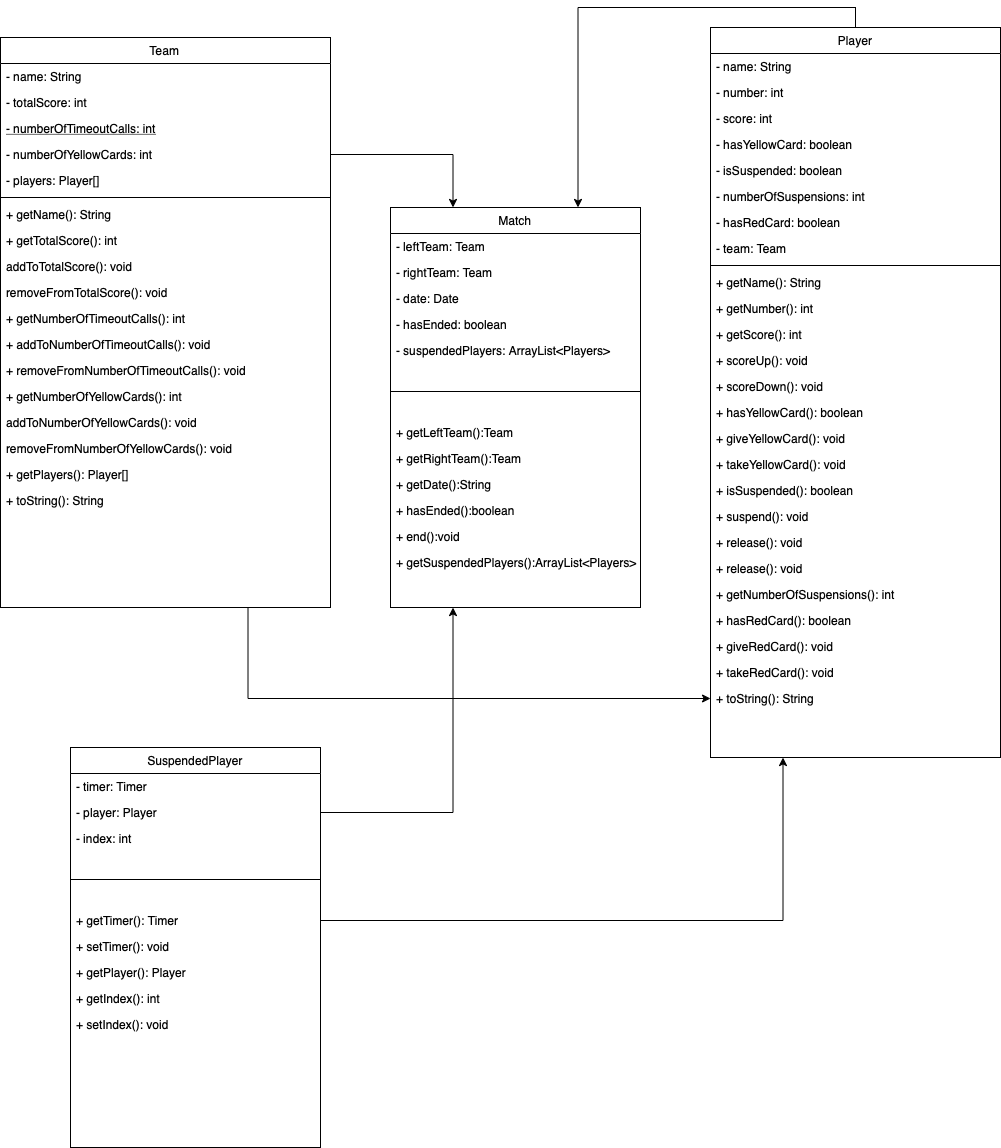 Team
- name: String
- totalScore: int
- numberOfTimeoutCalls: int
- numberOfYellowCards: int
- players: Player[]
+ getName(): String
+ getTotalScore(): int
addToTotalScore(): void
removeFromTotalScore(): void
+ getNumberOfTimeoutCalls(): int
+ addToNumberOfTimeoutCalls(): void
+ removeFromNumberOfTimeoutCalls(): void
+ getNumberOfYellowCards(): int
addToNumberOfYellowCards(): void
removeFromNumberOfYellowCards(): void
+ getPlayers(): Player[]
+ toString(): String
Match
- leftTeam: Team
- rightTeam: Team
- date: Date
- hasEnded: boolean
- suspendedPlayers: ArrayList<Players>
+ getLeftTeam():Team
+ getRightTeam():Team
+ getDate():String
+ hasEnded():boolean
+ end():void
+ getSuspendedPlayers():ArrayList<Players>
Player
- name: String
- number: int
- score: int
- hasYellowCard: boolean
- isSuspended: boolean
- numberOfSuspensions: int
- hasRedCard: boolean
- team: Team
+ getName(): String
+ getNumber(): int
+ getScore(): int
+ scoreUp(): void
+ scoreDown(): void
+ hasYellowCard(): boolean
+ giveYellowCard(): void
+ takeYellowCard(): void
+ isSuspended(): boolean
+ suspend(): void
+ release(): void
+ release(): void
+ getNumberOfSuspensions(): int
+ hasRedCard(): boolean
+ giveRedCard(): void
+ takeRedCard(): void
+ toString(): String
SuspendedPlayer
- timer: Timer
- player: Player
- index: int
+ getTimer(): Timer
+ setTimer(): void
+ getPlayer(): Player
+ getIndex(): int
+ setIndex(): void